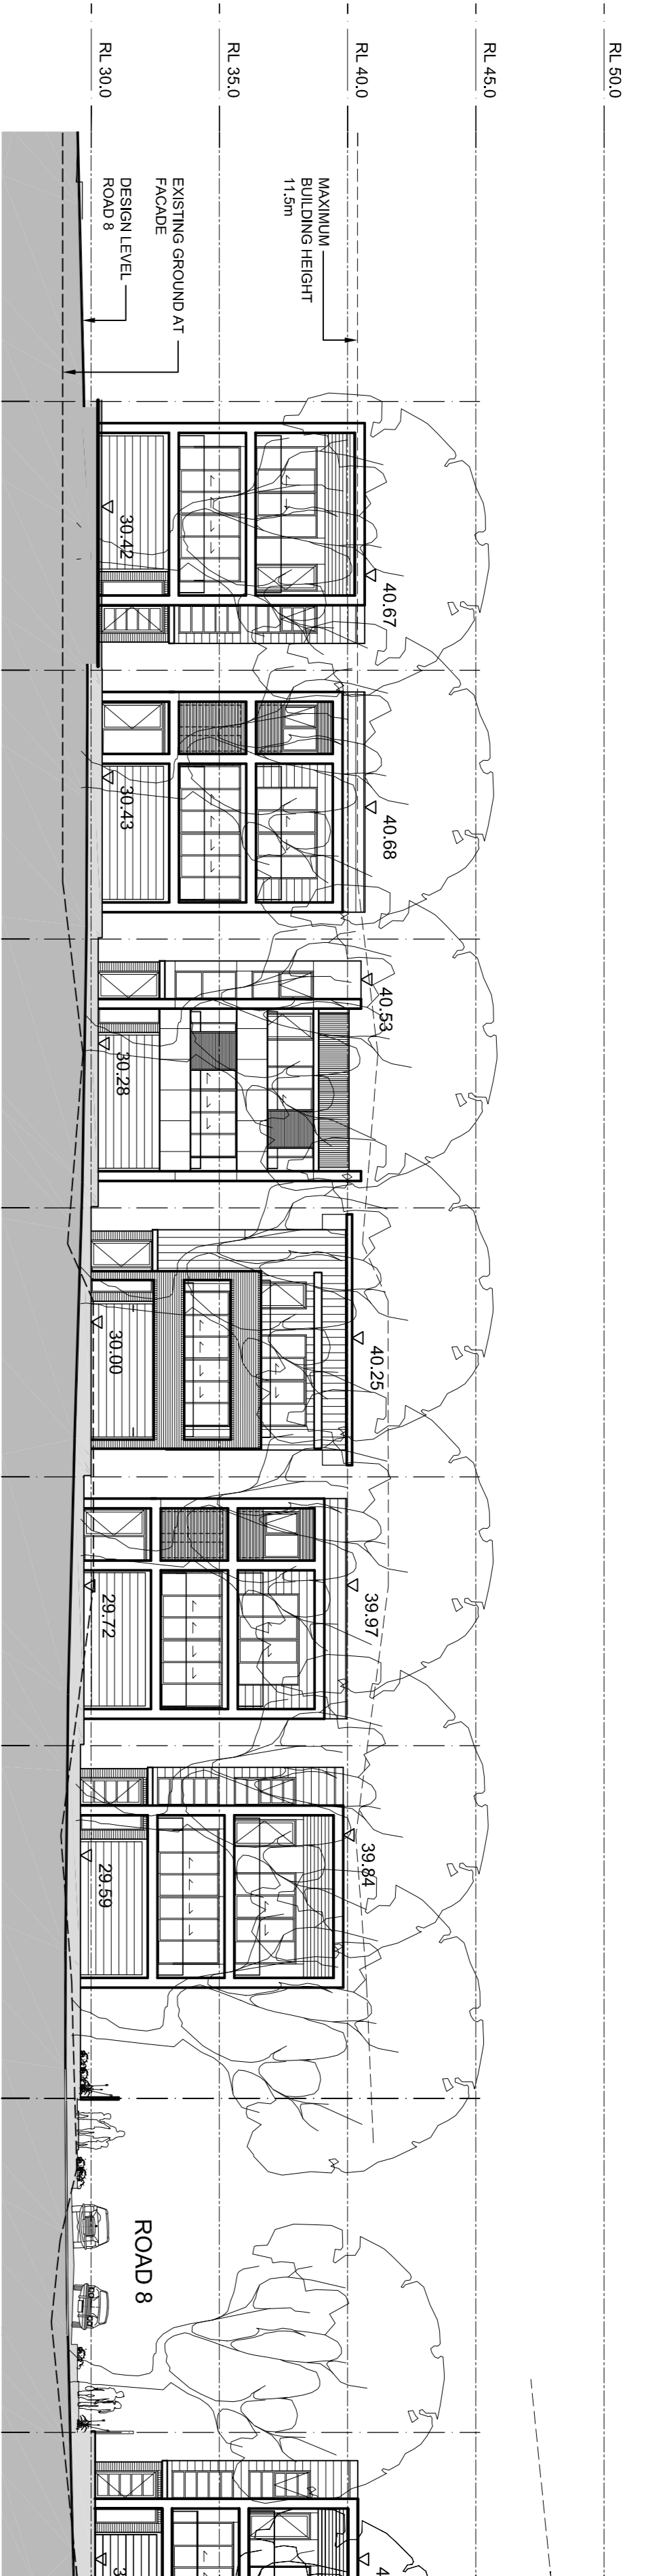 RL 50.0
RL 45.0
RL 40.0
RL 35.0
RL 30.0
MAXIMUM
BUILDING HEIGHT
11.5m
EXISTING GROUND AT
FACADE
DESIGN LEVEL
ROAD 8
40.67
30.42
40.68
30.43
40.53
30.28
40.25
30.00
39.97
29.72
39.84
29.59
ROAD 8